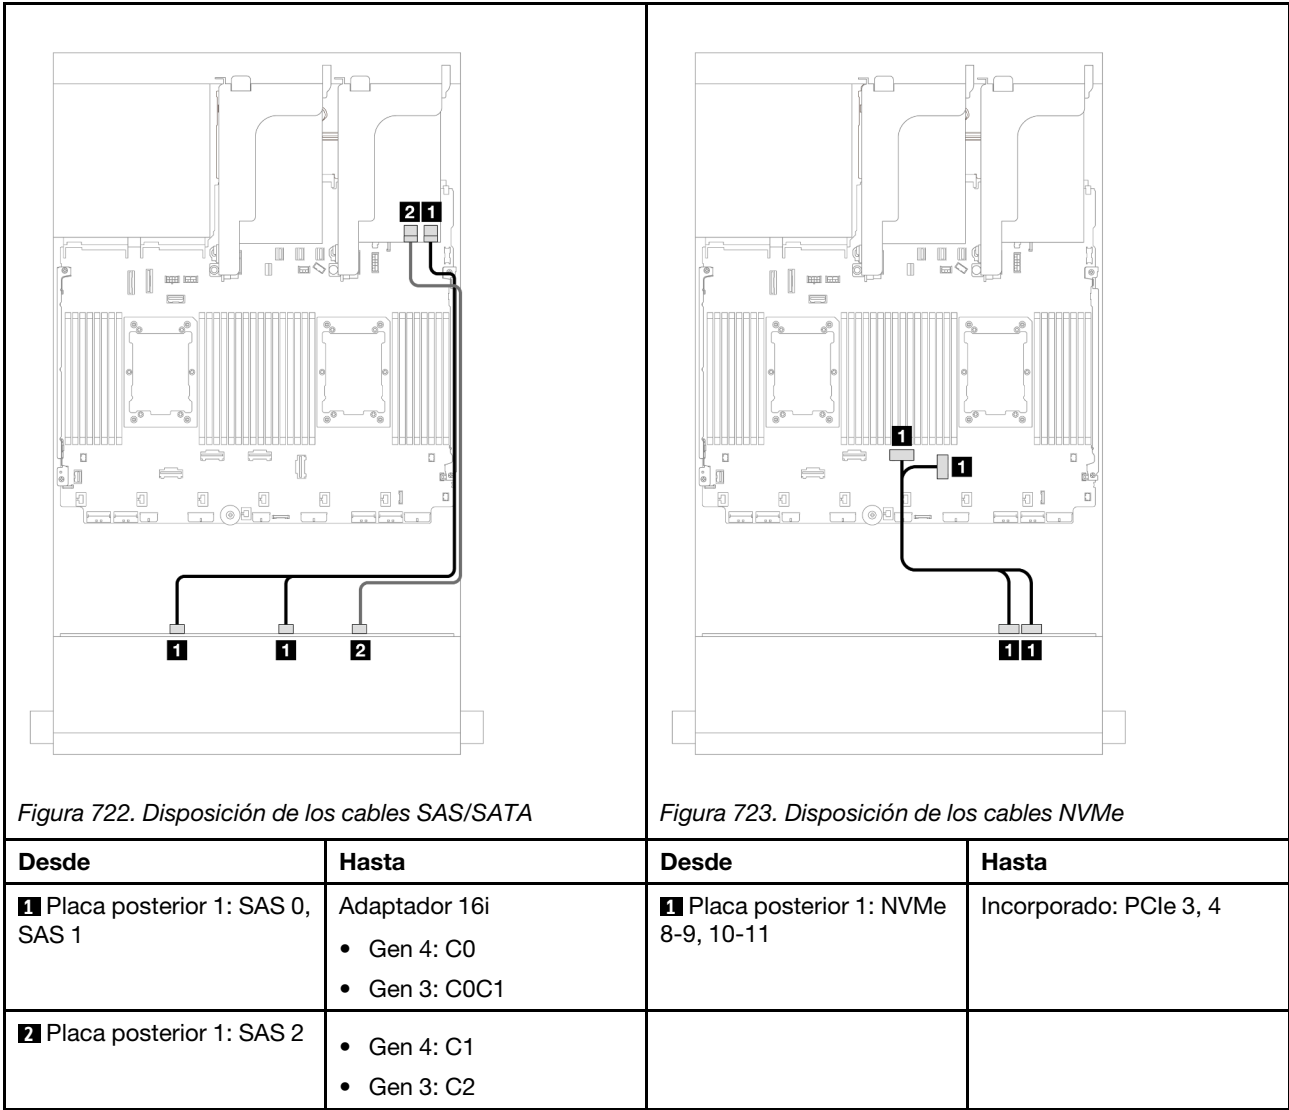 2 1
1 1 2
Figura 722. Disposición de los cables SAS/SATA
1
1
1 1
Figura 723. Disposición de los cables NVMe
Desde Hasta Desde Hasta
1 Placa posterior 1: SAS 0,
SAS 1
Adaptador 16i
• Gen 4: C0
• Gen 3: C0C1
1 Placa posterior 1: NVMe
8-9, 10-11
Incorporado: PCIe 3, 4
2 Placa posterior 1: SAS 2
• Gen 4: C1
• Gen 3: C2